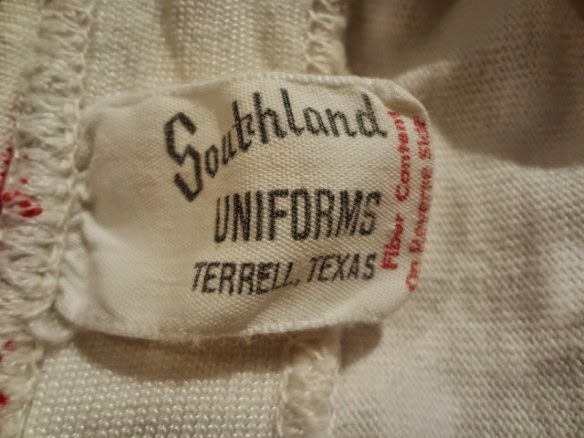 Southland
UNIFORMS
TERRELL, TEXAS
Fiber Content
On Reverse Side